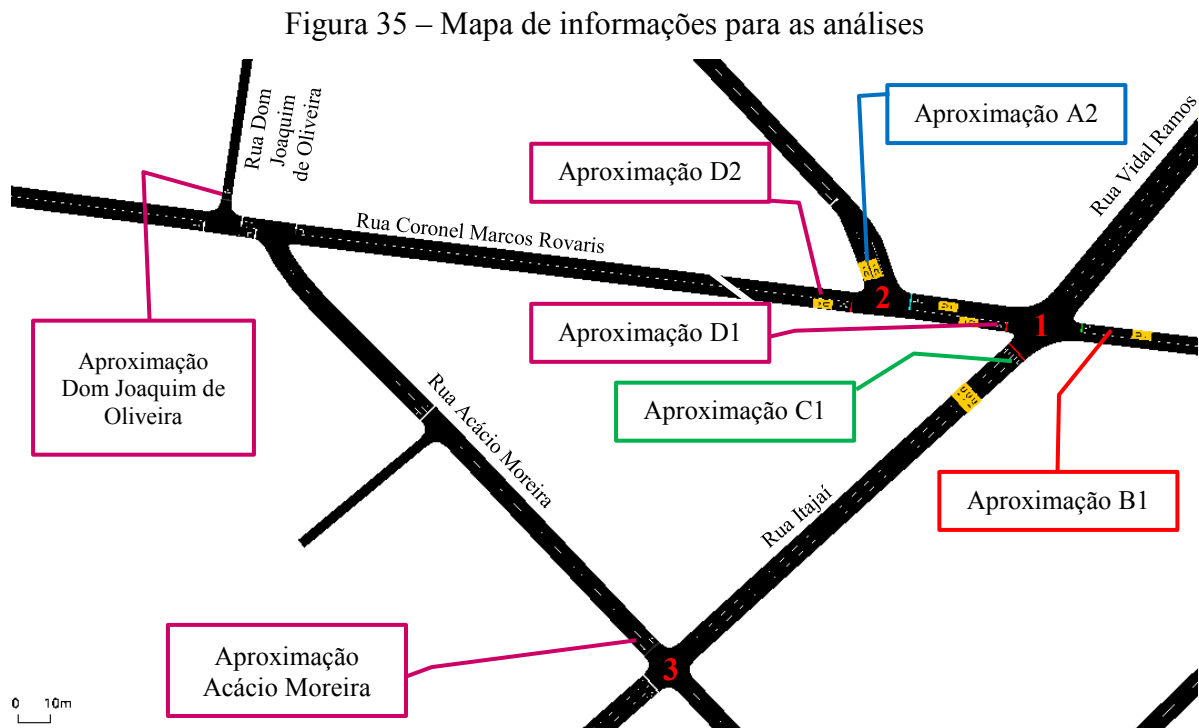 Figura 35 – Mapa de informações para as análises
Rua Dom
Joaquim
de Oliveira
Aproximação A2
Rua Vidal Ramos
Aproximação D2
Rua Coronel Marcos Rovaris
2
1
Aproximação D1
Aproximação
Dom Joaquim de
Oliveira
Aproximação C1
Rua Acácio Moreira
Rua Itajaí
Aproximação B1
Aproximação
Acácio Moreira
3
0 10m